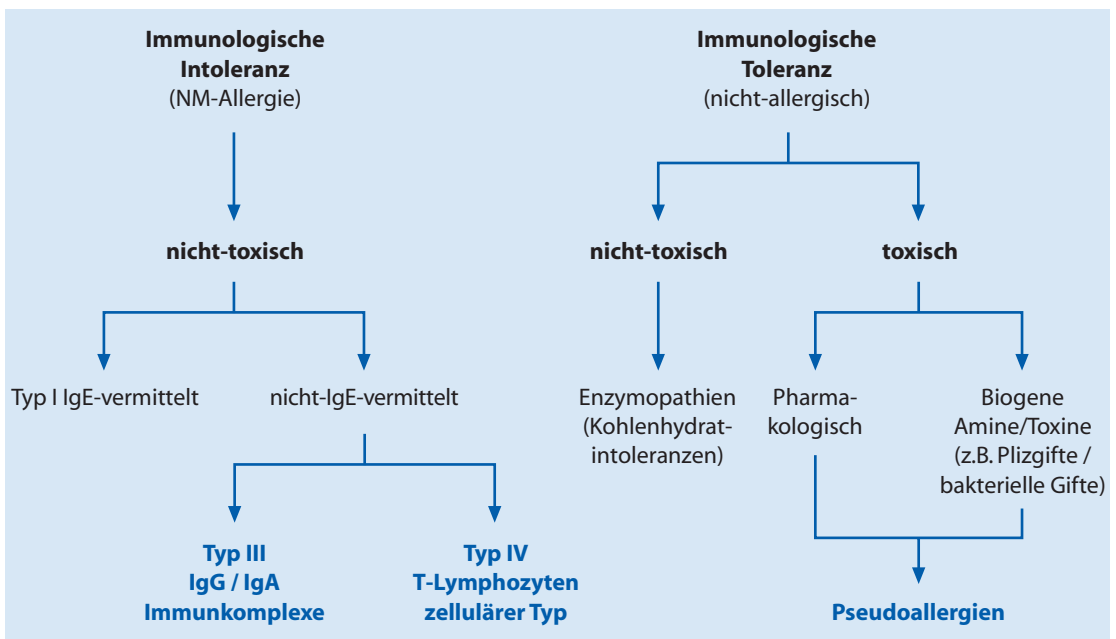 Immunologische
Intoleranz
(NM-Allergie)
Immunologische
Toleranz
(nicht-allergisch)
nicht-toxisch
nicht-toxisch
toxisch
Typ I IgE-vermittelt
nicht-IgE-vermittelt
Enzymopathien
(Kohlenhydrat-
intoleranzen)
Pharma-
kologisch
Biogene
Amine/Toxine
(z.B. Plizgifte /
bakterielle Gifte)
Typ III
IgG / IgA
Immunkomplexe
Typ IV
T-Lymphozyten
zellulärer Typ
Pseudoallergien